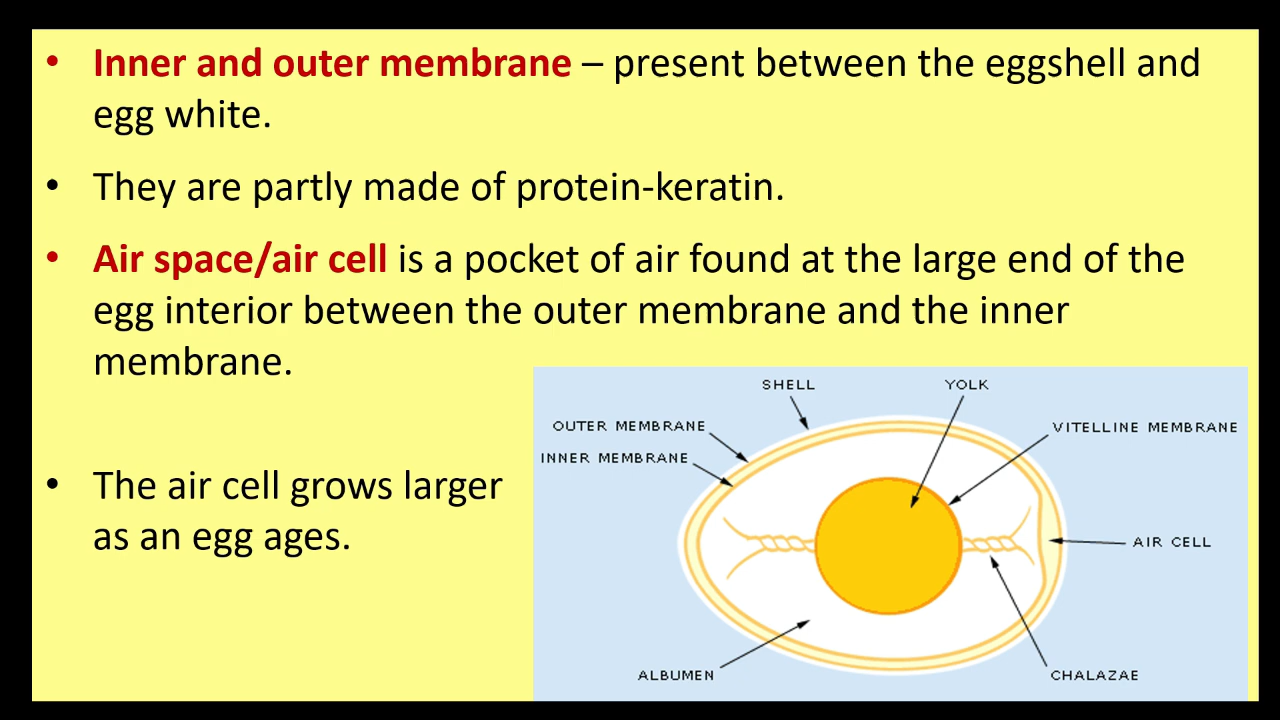 • Inner and outer membrane – present between the eggshell and
egg white.
• They are partly made of protein-keratin.
• Air space/air cell is a pocket of air found at the large end of the
egg interior between the outer membrane and the inner
membrane.
• The air cell grows larger
as an egg ages.
SHELL
YOLK
OUTER MEMBRANE
VITELLINE MEMBRANE
INNER MEMBRANE
AIR CELL
ALBUMEN
CHALAZAE